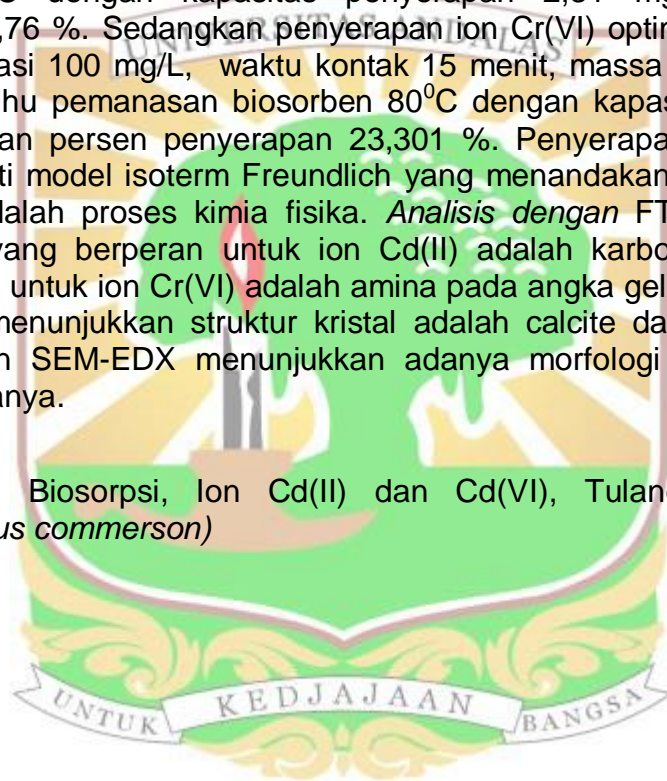 dengan kapasitas penyerapan
,76 %. Sedangkan penyerapan ion Cr(VI) optim
asi 100 mg/L, waktu kontak 15 menit, massa
hu pemanasan biosorben 80⁰C dengan kapas
an persen penyerapan 23,301 %. Penyerapa
ti model isoterm Freundlich yang menandakan
dalah proses kimia fisika. Analisis dengan FT
yang berperan untuk ion Cd(II) adalah karbo
untuk ion Cr(VI) adalah amina pada angka gel
menunjukkan struktur kristal adalah calcite da
n SEM-EDX menunjukkan adanya morfologi
anya.
Biosorpsi, Ion Cd(II) dan Cd(VI), Tulan
us commerson)
UNIVERSITAS ANDALAS
UNTUK KEDJAJAAN BANGSA